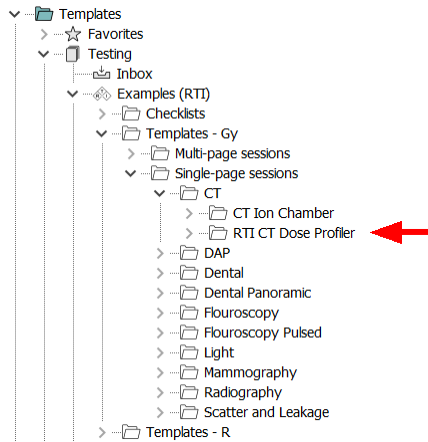 Templates
Favorites
Testing
Inbox
Examples (RTI)
Checklists
Templates - Gy
Multi-page sessions
Single-page sessions
CT
CT Ion Chamber
RTI CT Dose Profiler
DAP
Dental
Dental Panoramic
Flouroscopy
Flouroscopy Pulsed
Light
Mammography
Radiography
Scatter and Leakage
Templates - R